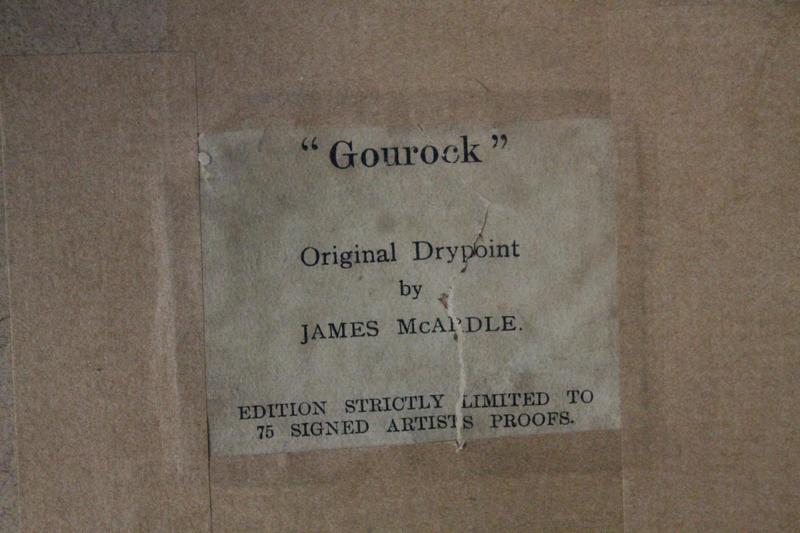 “Gourock”
Original Drypoint
by
JAMES McARDLE.
EDITION STRICTLY LIMITED TO
75 SIGNED ARTISTS PROOFS.